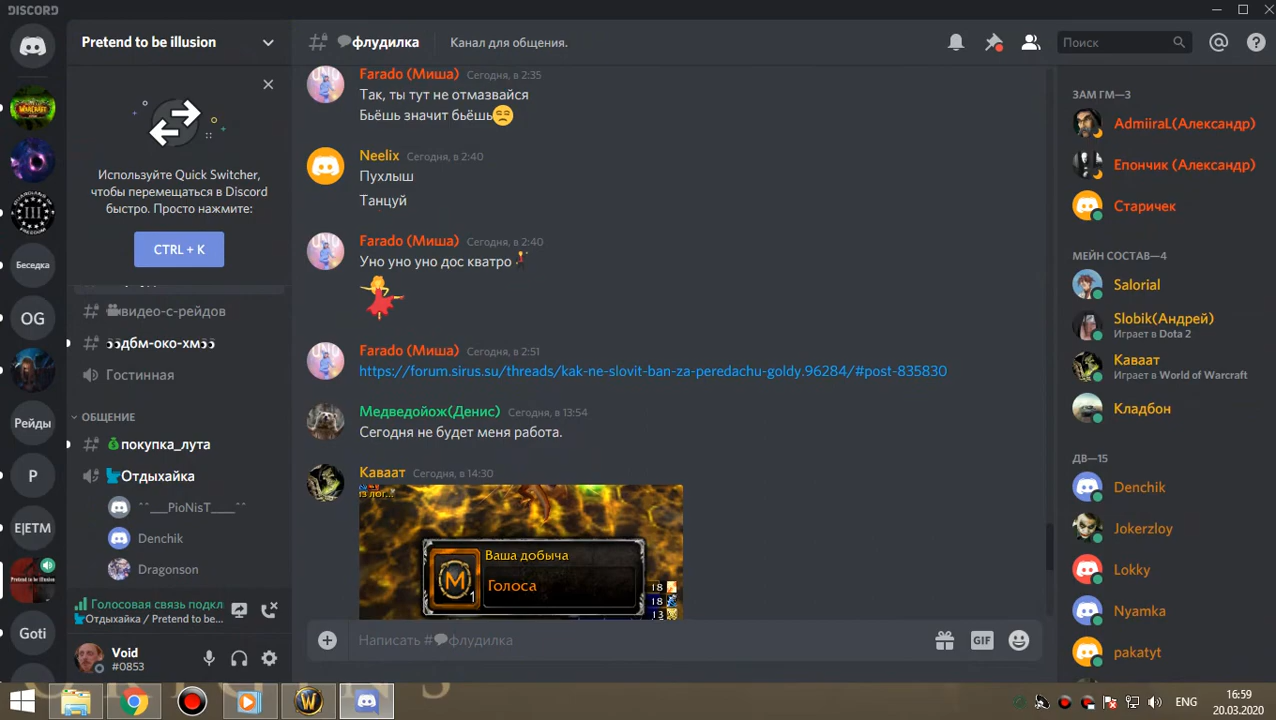 DISCORD
Pretend to be illusion
флудилка
Канал для общения.
Поиск
Используйте Quick Switcher,
чтобы перемещаться в Discord
быстро. Просто нажмите:
CTRL + K
видео-с-рейдов
ээдбм-око-хмээ
Гостиная
ОБЩЕНИЕ
покупка_лута
Отдыхайка
^^___PioNisT____^^
Denchik
Dragonson
Голосовая связь подкл
Отдыхайка / Pretend to be...
Void
#0853
Беседка
OG
Рейды
P
E|ETM
Pretend to be illusion
Goti
Farado (Миша) Сегодня, в 2:35
Так, ты тут не отмазвайся
Бьёшь значит бьёшь
Neelix Сегодня, в 2:40
Пухлыш
Танцуй
Farado (Миша) Сегодня, в 2:40
Уно уно уно дос кватро
Farado (Миша) Сегодня, в 2:51
https://forum.sirus.su/threads/kak-ne-slovit-ban-za-peredachu-goldy.96284/#post-835830
Медведойож(Денис) Сегодня, в 13:54
Сегодня не будет меня работа.
Каваат Сегодня, в 14:30
Ваша добыча
Голоса
M
1
18
18
13
Написать #флудилка
GIF
ЗАМ ГМ—3
AdmiiraL(Александр)
Епончик (Александр)
Старичек
МЕЙН СОСТАВ—4
Salorial
Slobik(Андрей)
Играет в Dota 2
Каваат
Играет в World of Warcraft
Кладбон
ДВ—15
Denchik
Jokerzloy
Lokky
Nyamka
pakatyt
ENG
16:59
20.03.2020